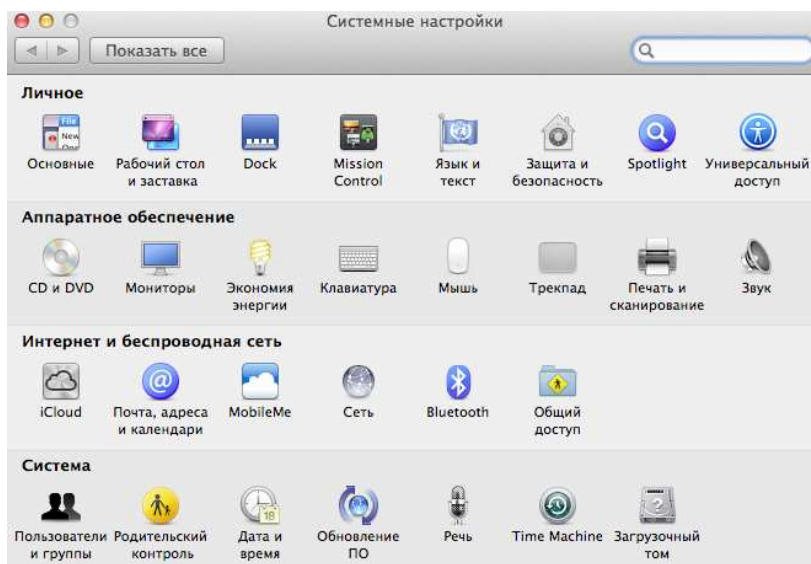 Системные настройки
Показать все
Личное
Основные
Рабочий стол
и заставка
Dock
Mission
Control
Язык и
текст
Защита и
безопасность
Spotlight
Универсальный
доступ
Аппаратное обеспечение
CD и DVD
Мониторы
Экономия
энергии
Клавиатура
Мышь
Трекпад
Печать и
сканирование
Звук
Интернет и беспроводная сеть
iCloud
Почта, адреса
и календари
MobileMe
Сеть
Bluetooth
Общий
доступ
Система
Пользователи
и группы
Родительский
контроль
18
Дата и
время
Обновление
ПО
Речь
Time Machine
Загрузочный
том